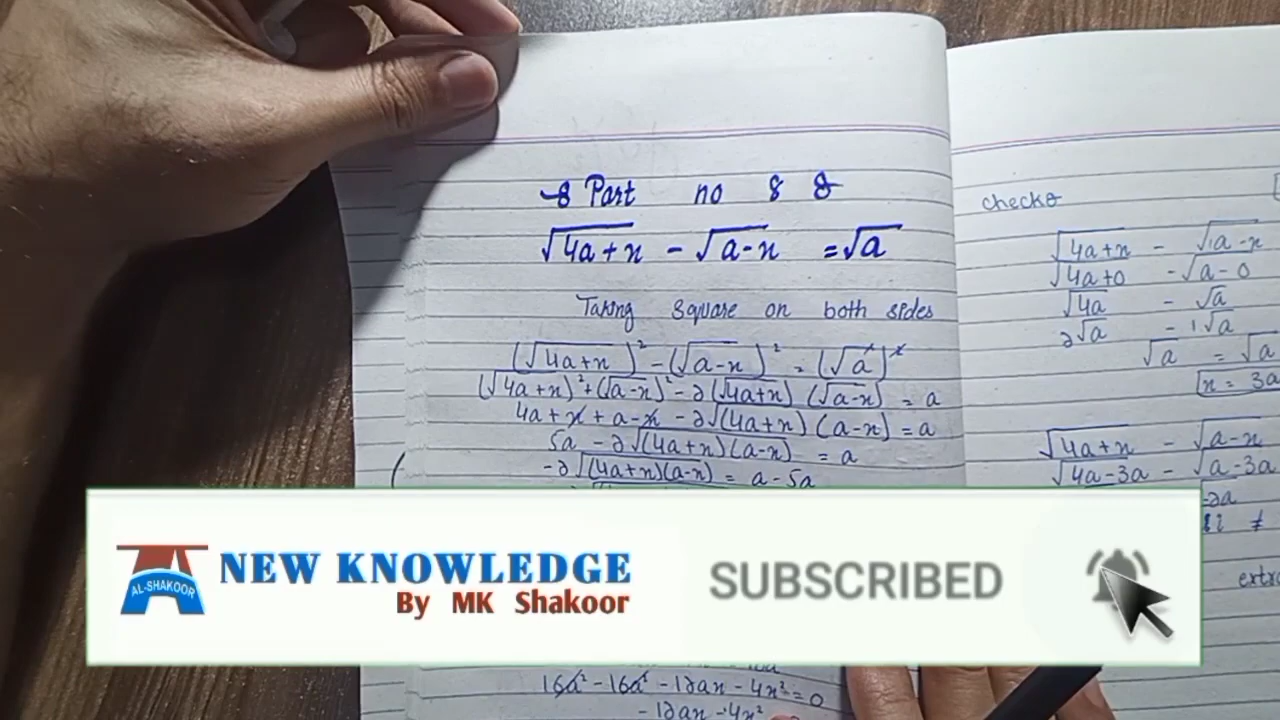 Part no 8
√4a+x - √a-x = √a
Taking square on both sides
(√4a+x)² - (√a-x)² = (√a)²
(√4a+x)²+(√a-x)²-2(√4a+x)(√a-x) = a
4a+x+a-x-2√(4a+x)(a-x) = a
5a-2√(4a+x)(a-x) = a
-2√(4a+x)(a-x) = a-5a
16a²-16a²-12ax-4x²=0
-12ax-4x²
check
√4a+x - √a-x
√4a+0 - √a-0
√4a - √a
2√a - 1√a
√a = √a
x = 3a
√4a+x - √a-x
√4a-3a - √a-3a
-2a
≠
AL-SHAKOOR
NEW KNOWLEDGE
By MK Shakoor
SUBSCRIBED